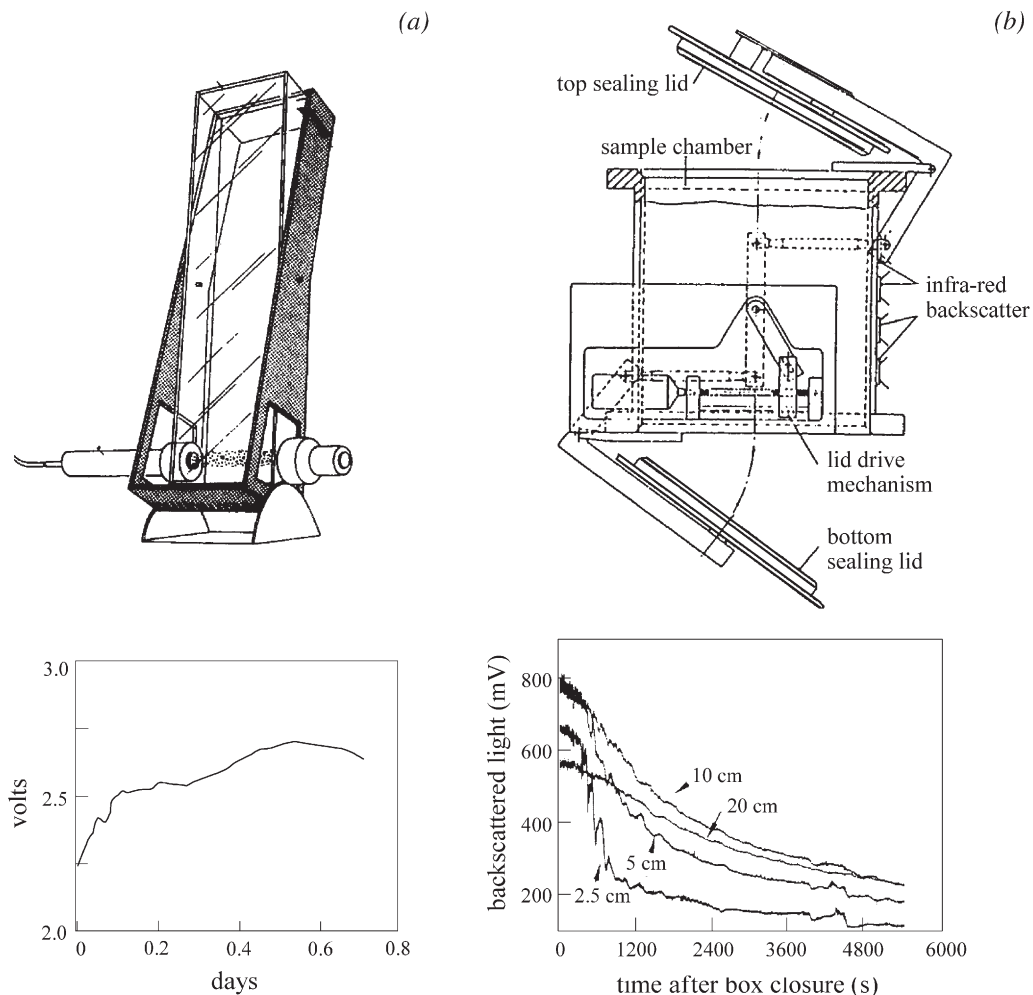 (a)
(b)
top sealing lid
sample chamber
infra-red
backscatter
lid drive
mechanism
bottom
sealing lid
3.0
2.5
2.0
volts
0
0.2
0.4
0.6
0.8
days
800
600
400
200
backscattered light (mV)
10 cm
20 cm
5 cm
2.5 cm
0
1200
2400
3600
4800
6000
time after box closure (s)